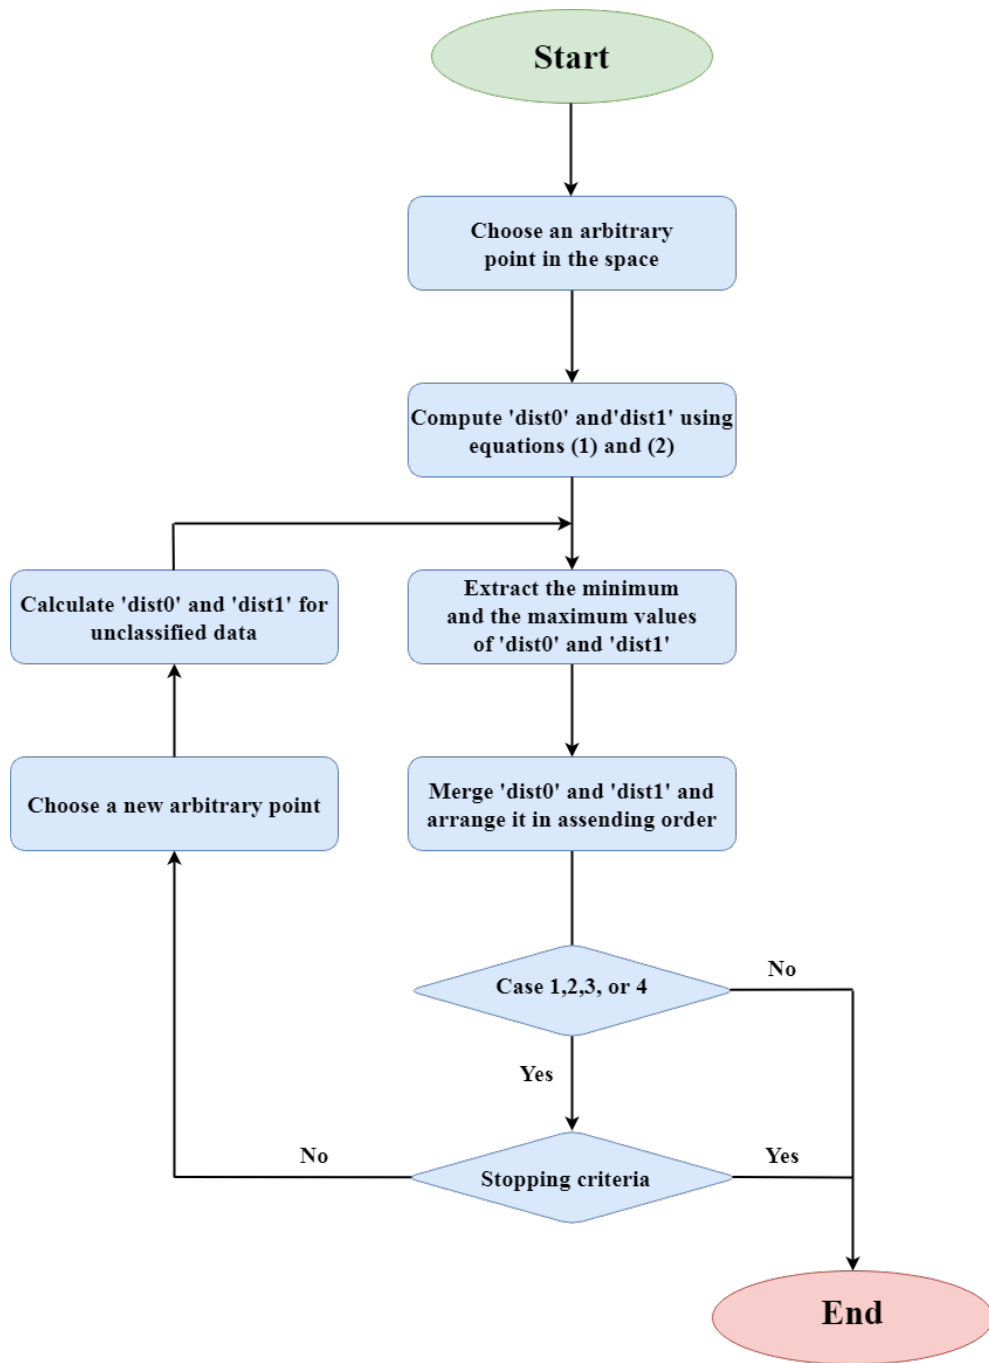 Start
Choose an arbitrary
point in the space
Compute 'dist0' and'dist1' using
equations (1) and (2)
Calculate 'dist0' and 'dist1' for
unclassified data
Extract the minimum
and the maximum values
of 'dist0' and 'dist1'
Choose a new arbitrary point
Merge 'dist0' and 'dist1' and
arrange it in assending order
Case 1,2,3, or 4
No
Yes
No
Stopping criteria
Yes
End